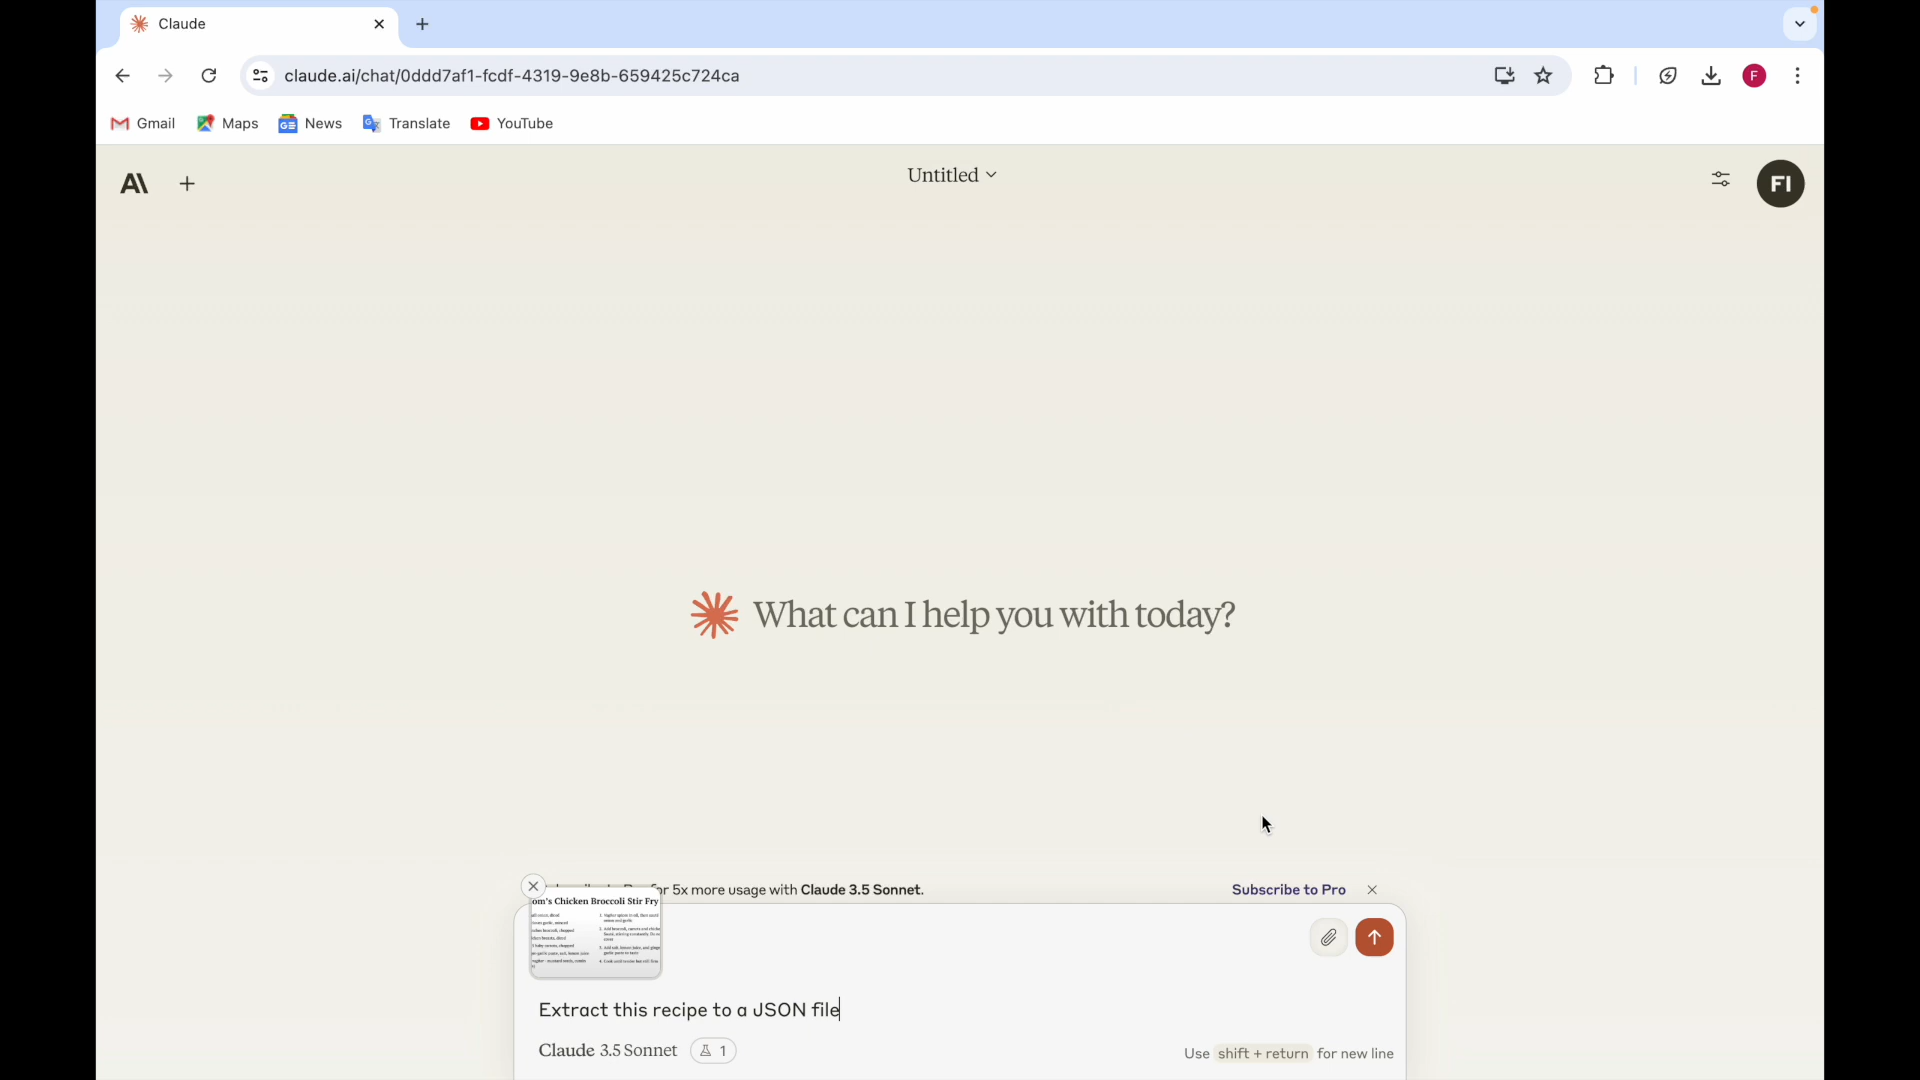 Claude
claude.ai/chat/0ddd7af1-fcdf-4319-9e8b-659425c724ca
F
Gmail
Maps
News
Translate
YouTube
A\
Untitled
FI
What can I help you with today?
for 5x more usage with Claude 3.5 Sonnet.
Subscribe to Pro
om's Chicken Broccoli Stir Fry
Extract this recipe to a JSON file
Claude 3.5 Sonnet
1
Use shift + return for new line